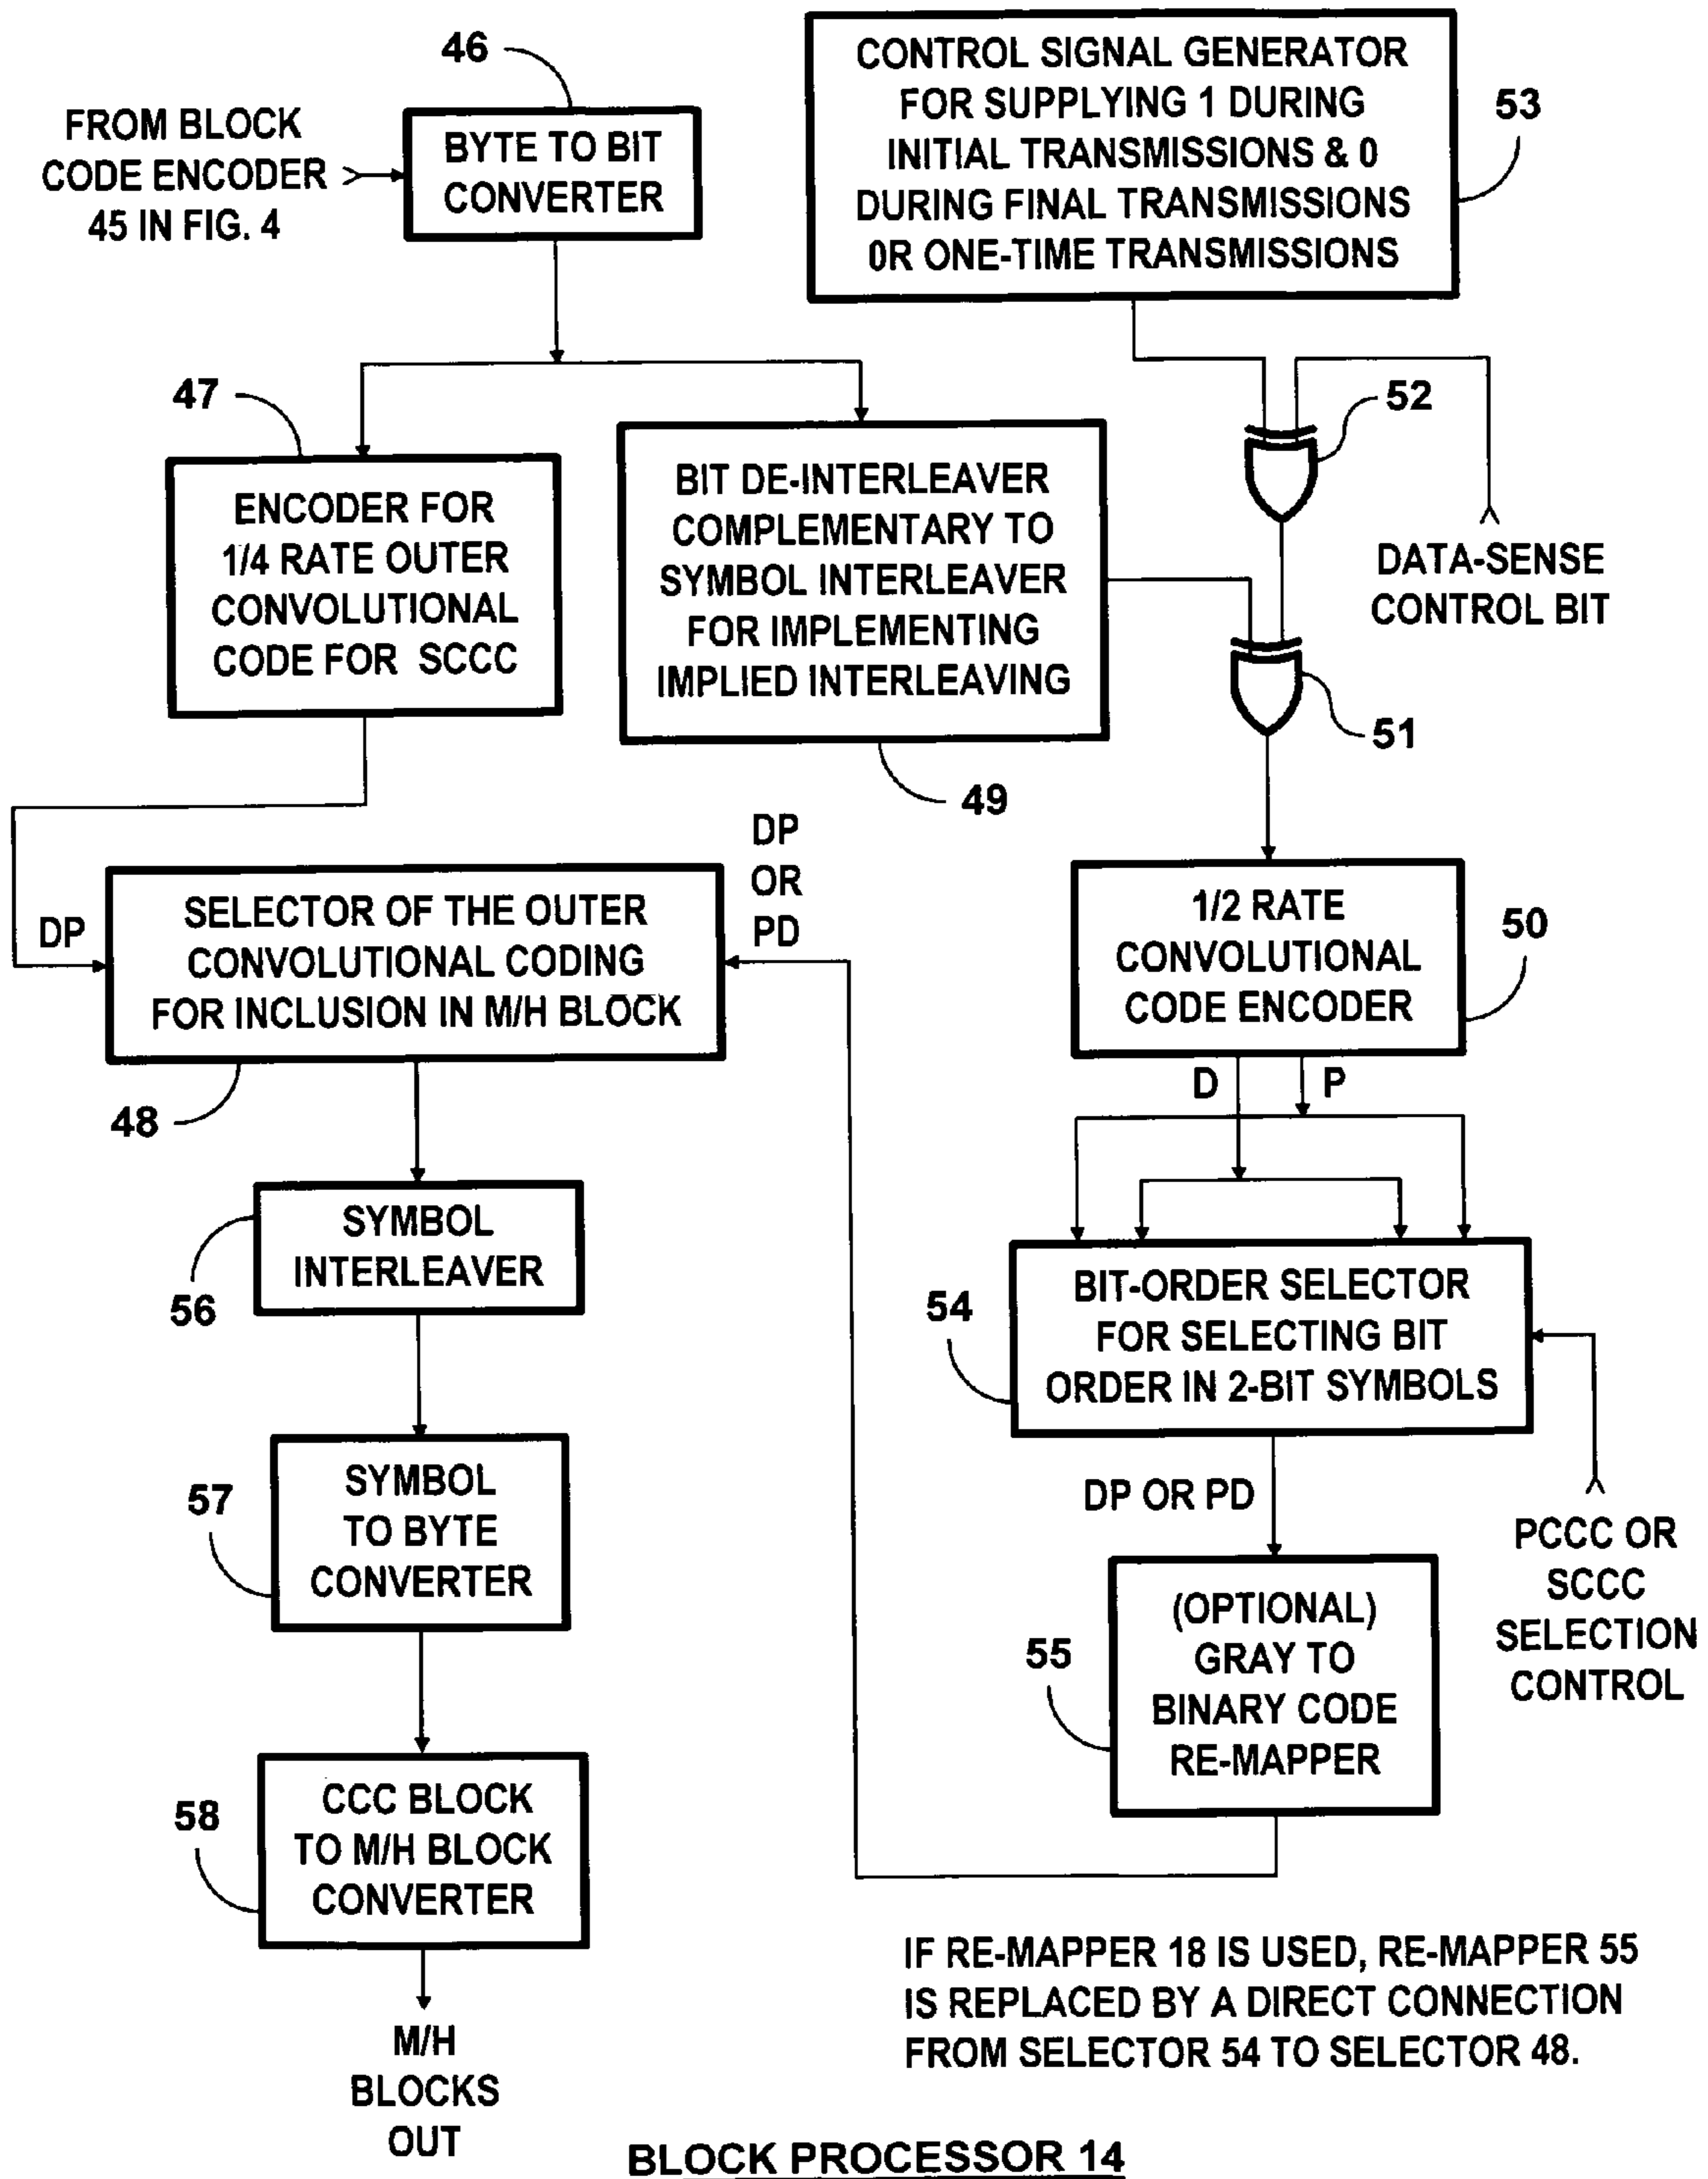 46
FROM BLOCK
CODE ENCODER
45 IN FIG. 4
BYTE TO BIT
CONVERTER
CONTROL SIGNAL GENERATOR
FOR SUPPLYING 1 DURING
INITIAL TRANSMISSIONS & 0
DURING FINAL TRANSMISSIONS
0R ONE-TIME TRANSMISSIONS
53
47
ENCODER FOR
1/4 RATE OUTER
CONVOLUTIONAL
CODE FOR SCCC
BIT DE-INTERLEAVER
COMPLEMENTARY TO
SYMBOL INTERLEAVER
FOR IMPLEMENTING
IMPLIED INTERLEAVING
49
52
DATA-SENSE
CONTROL BIT
51
DP
SELECTOR OF THE OUTER
CONVOLUTIONAL CODING
FOR INCLUSION IN M/H BLOCK
48
DP
OR
PD
1/2 RATE
CONVOLUTIONAL
CODE ENCODER
50
D
P
SYMBOL
INTERLEAVER
56
BIT-ORDER SELECTOR
FOR SELECTING BIT
ORDER IN 2-BIT SYMBOLS
54
SYMBOL
TO BYTE
CONVERTER
57
DP OR PD
PCCC OR
SCCC
SELECTION
CONTROL
(OPTIONAL)
GRAY TO
BINARY CODE
RE-MAPPER
55
CCC BLOCK
TO M/H BLOCK
CONVERTER
58
M/H
BLOCKS
OUT
IF RE-MAPPER 18 IS USED, RE-MAPPER 55
IS REPLACED BY A DIRECT CONNECTION
FROM SELECTOR 54 TO SELECTOR 48.
BLOCK PROCESSOR 14